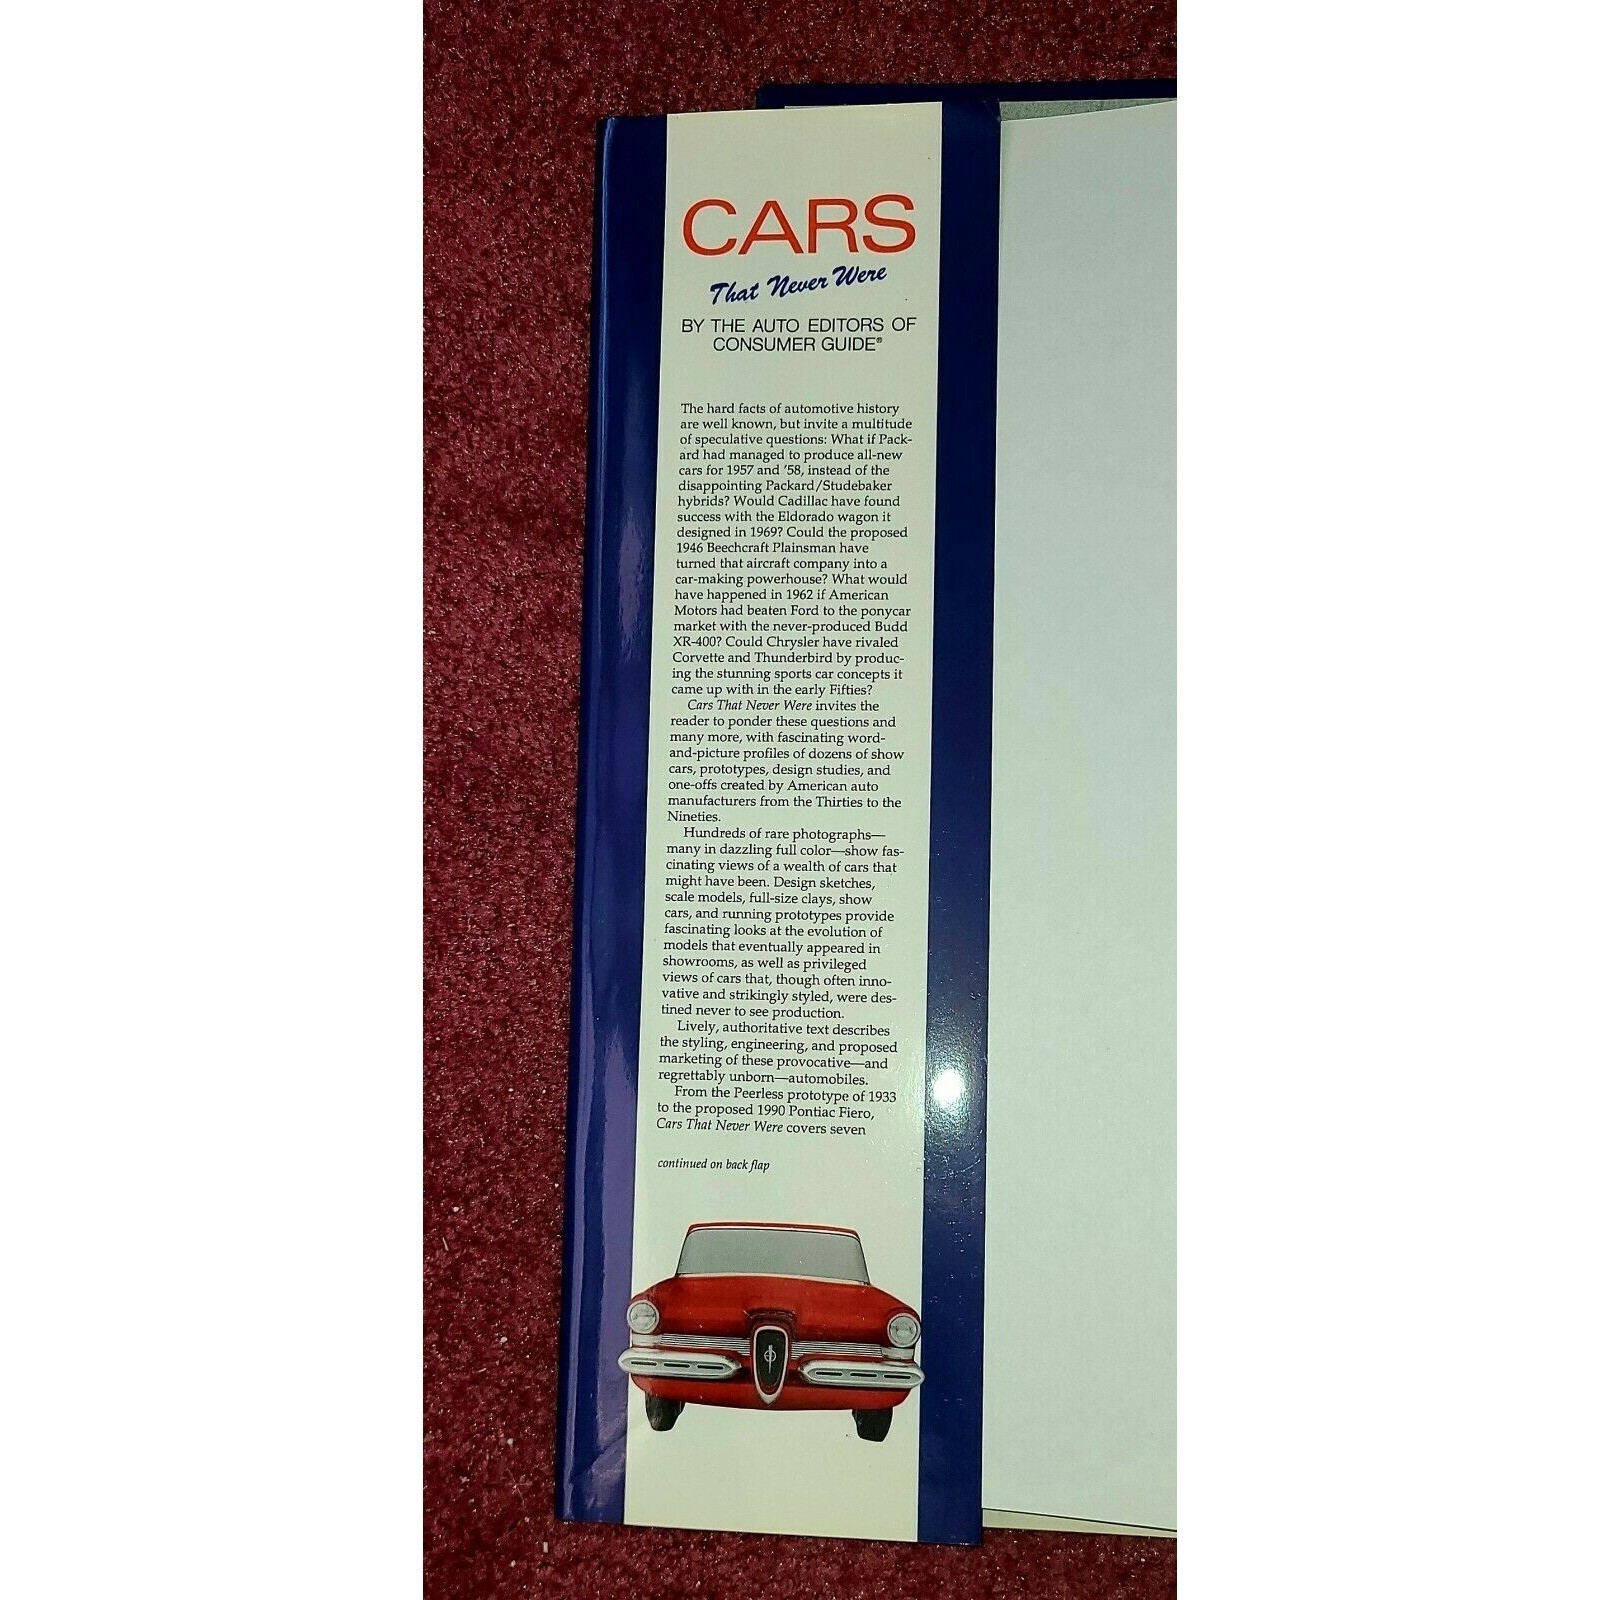 CARS
That Never Were
BY THE AUTO EDITORS OF
CONSUMER GUIDE®
The hard facts of automotive history
are well known, but invite a multitude
of speculative questions: What if Pack-
ard had managed to produce all-new
cars for 1957 and '58, instead of the
disappointing Packard/Studebaker
hybrids? Would Cadillac have found
success with the Eldorado wagon it
designed in 1969? Could the proposed
1946 Beechcraft Plainsman have
turned that aircraft company into a
car-making powerhouse? What would
have happened in 1962 if American
Motors had beaten Ford to the ponycar
market with the never-produced Budd
XR-400? Could Chrysler have rivaled
Corvette and Thunderbird by produc-
ing the stunning sports car concepts it
came up with in the early Fifties?
Cars That Never Were invites the
reader to ponder these questions and
many more, with fascinating word-
and-picture profiles of dozens of show
cars, prototypes, design studies, and
one-offs created by American auto
manufacturers from the Thirties to the
Nineties.
Hundreds of rare photographs—
many in dazzling full color—show fas-
cinating views of a wealth of cars that
might have been. Design sketches,
scale models, full-size clays, show
cars, and running prototypes provide
fascinating looks at the evolution of
models that eventually appeared in
showrooms, as well as privileged
views of cars that, though often inno-
vative and strikingly styled, were des-
tined never to see production.
Lively, authoritative text describes
the styling, engineering, and proposed
marketing of these provocative—and
regrettably unborn—automobiles.
From the Peerless prototype of 1933
to the proposed 1990 Pontiac Fiero,
Cars That Never Were covers seven
continued on back flap